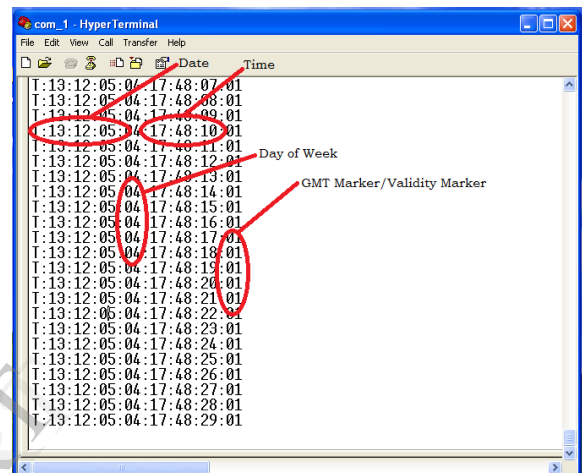 com_1 - HyperTerminal
File Edit View Call Transfer Help
Date
Time
T:13:12:05:04:17:48:07:01
T:13:12:05:04:17:48:08:01
T:13:12:05:04:17:48:09:01
T:13:12:05:04:17:48:10:01
T:13:12:05:04:17:48:11:01
T:13:12:05:04:17:48:12:01
Day of Week
T:13:12:05:04:17:48:13:01
T:13:12:05:04:17:48:14:01
GMT Marker/Validity Marker
T:13:12:05:04:17:48:15:01
T:13:12:05:04:17:48:16:01
T:13:12:05:04:17:48:17:01
T:13:12:05:04:17:48:18:01
T:13:12:05:04:17:48:19:01
T:13:12:05:04:17:48:20:01
T:13:12:05:04:17:48:21:01
T:13:12:05:04:17:48:22:01
T:13:12:05:04:17:48:23:01
T:13:12:05:04:17:48:24:01
T:13:12:05:04:17:48:25:01
T:13:12:05:04:17:48:26:01
T:13:12:05:04:17:48:27:01
T:13:12:05:04:17:48:28:01
T:13:12:05:04:17:48:29:01